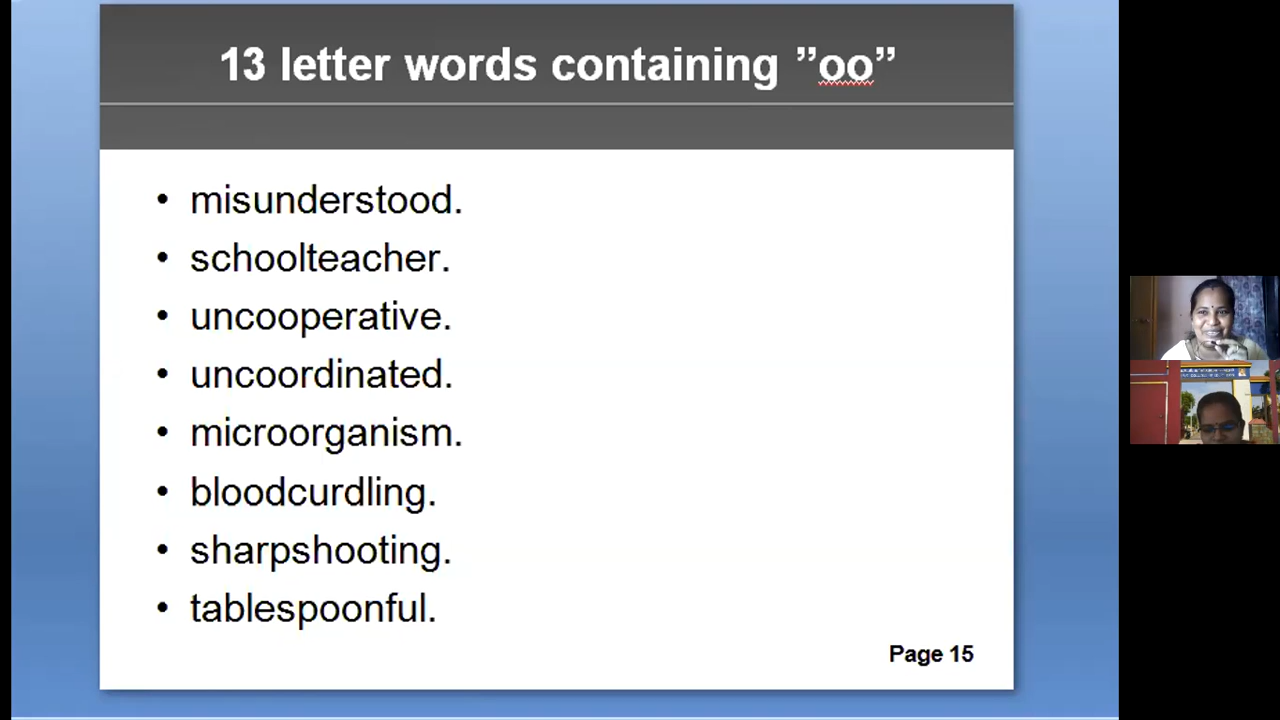 13 letter words containing ”oo”
• misunderstood.
• schoolteacher.
• uncooperative.
• uncoordinated.
• microorganism.
• bloodcurdling.
• sharpshooting.
• tablespoonful.
Page 15